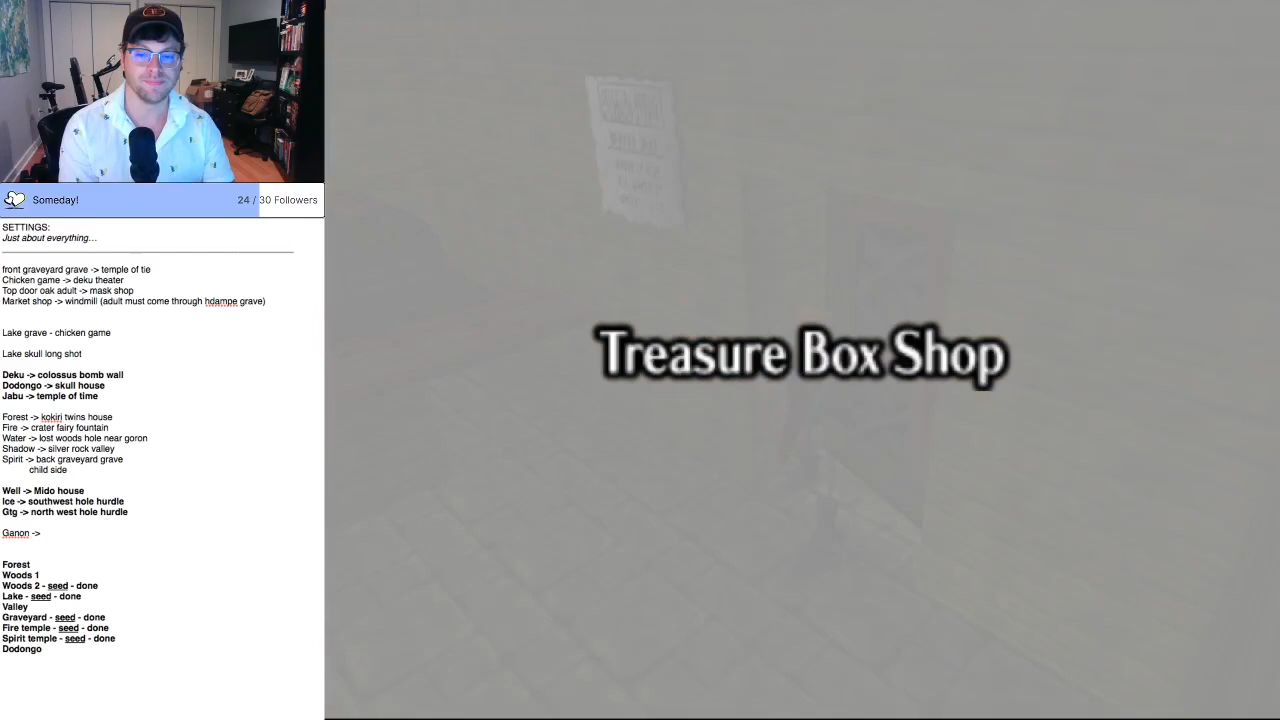 Someday!
24 / 30 Followers
SETTINGS:
Just about everything...
front graveyard grave -> temple of tie
Chicken game -> deku theater
Top door oak adult -> mask shop
Market shop -> windmill (adult must come through hdampe grave)
Lake grave - chicken game
Lake skull long shot
Deku -> colossus bomb wall
Dodongo -> skull house
Jabu -> temple of time
Forest -> kokiri twins house
Fire -> crater fairy fountain
Water -> lost woods hole near goron
Shadow -> silver rock valley
Spirit -> back graveyard grave
child side
Well -> Mido house
Ice -> southwest hole hurdle
Gtg -> north west hole hurdle
Ganon ->
Forest
Woods 1
Woods 2 - seed - done
Lake - seed - done
Valley
Graveyard - seed - done
Fire temple - seed - done
Spirit temple - seed - done
Dodongo
Treasure Box Shop